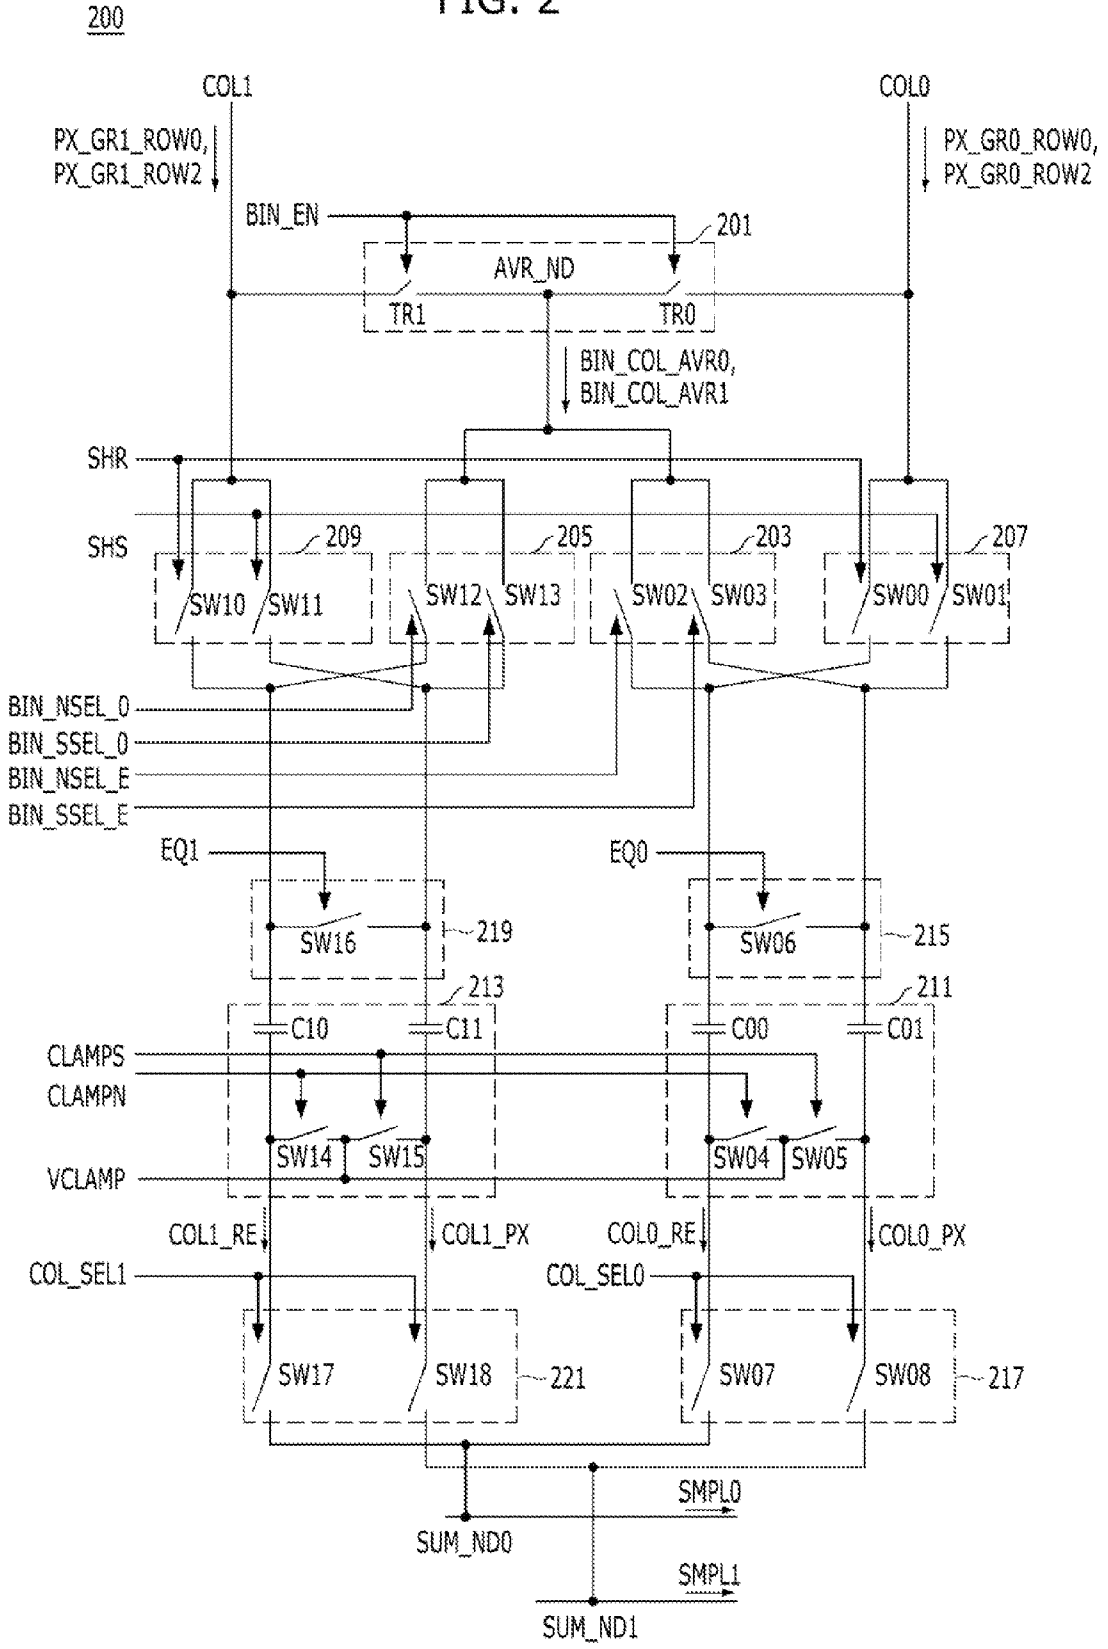 FIG. 2
200
COL1
COL0
PX_GR1_ROW0,
PX_GR1_ROW2
PX_GR0_ROW0,
PX_GR0_ROW2
BIN_EN
201
AVR_ND
TR1
TR0
BIN_COL_AVR0,
BIN_COL_AVR1
SHR
SHS
209
205
203
207
SW10
SW11
SW12
SW13
SW02
SW03
SW00
SW01
BIN_NSEL_O
BIN_SSEL_O
BIN_NSEL_E
BIN_SSEL_E
EQ1
EQ0
SW16
219
SW06
215
213
211
C10
C11
C00
C01
CLAMPS
CLAMPN
SW14
SW15
SW04
SW05
VCLAMP
COL1_RE
COL1_PX
COL0_RE
COL0_PX
COL_SEL1
COL_SEL0
SW17
SW18
221
SW07
SW08
217
SMPL0
SUM_ND0
SMPL1
SUM_ND1